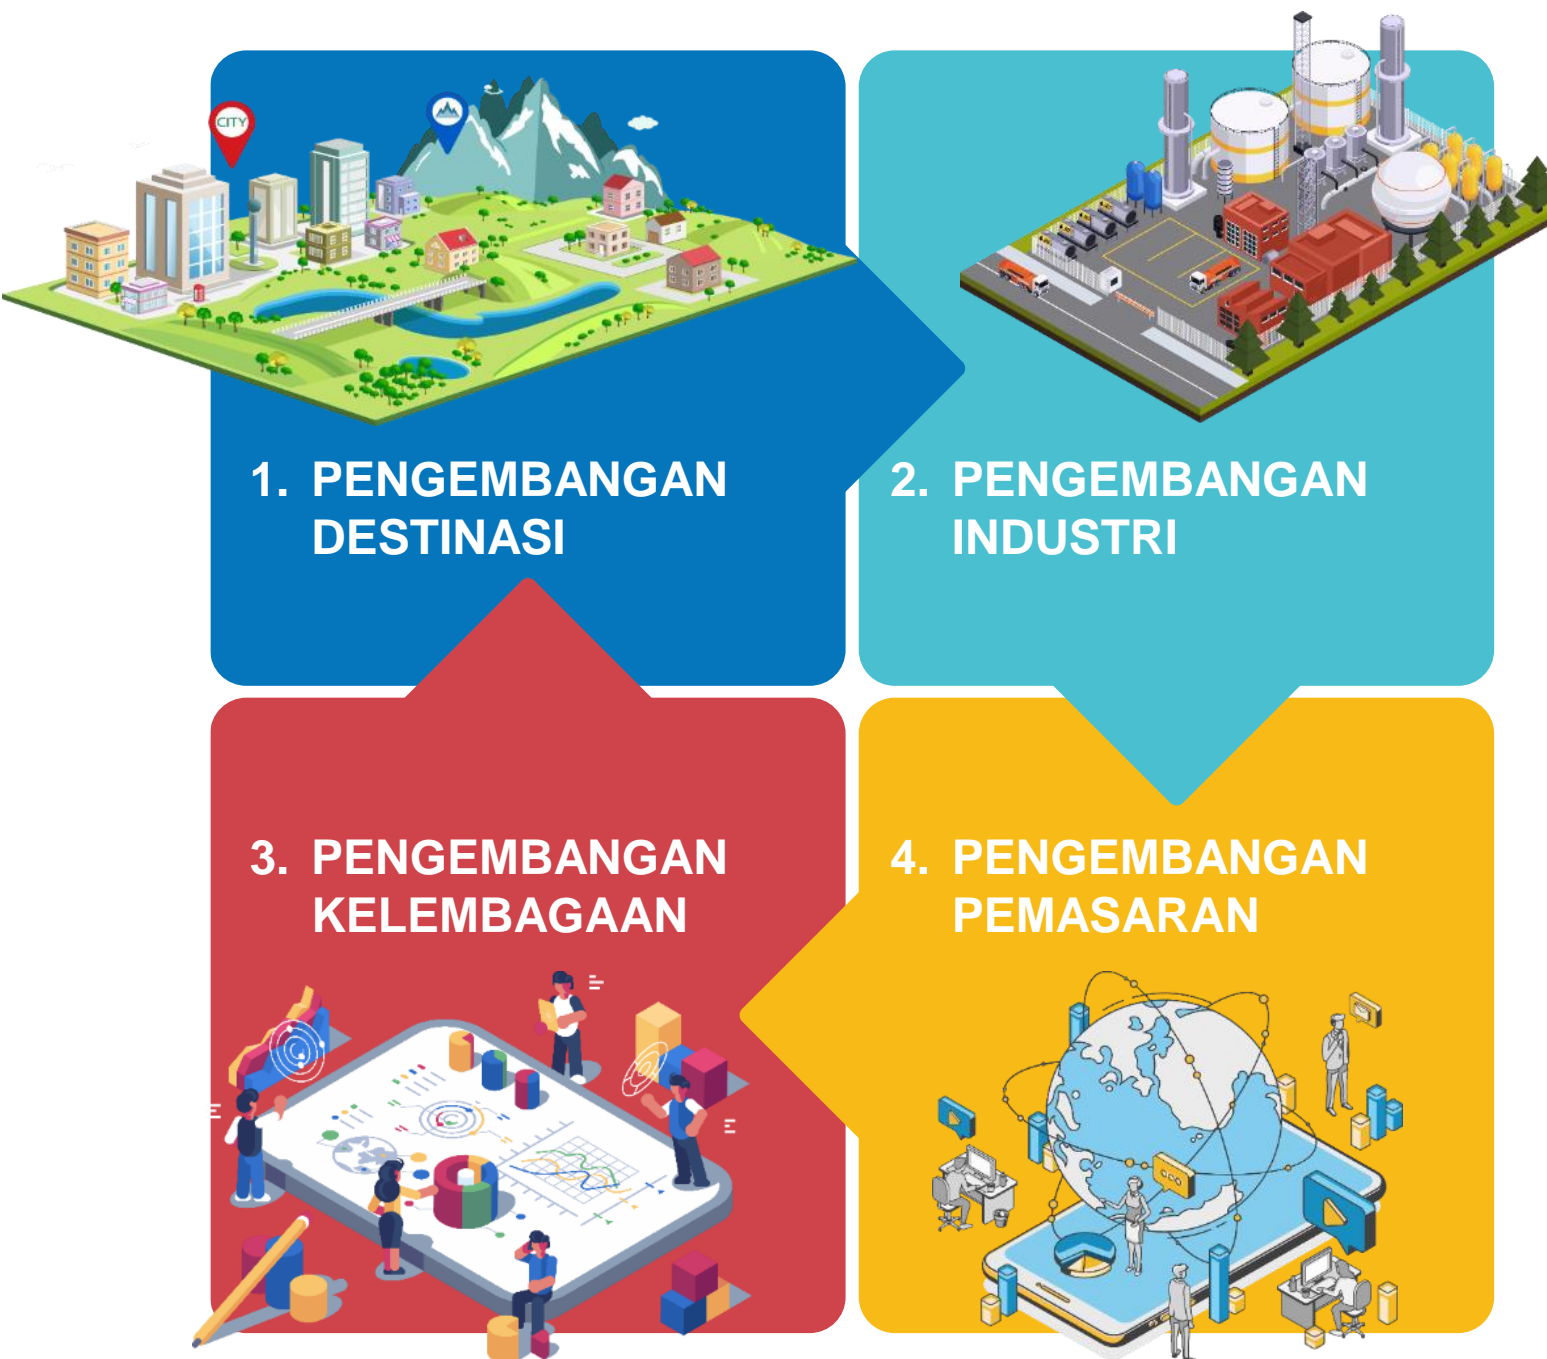 CITY
1. PENGEMBANGAN
DESTINASI
2. PENGEMBANGAN
INDUSTRI
3. PENGEMBANGAN
KELEMBAGAAN
4. PENGEMBANGAN
PEMASARAN